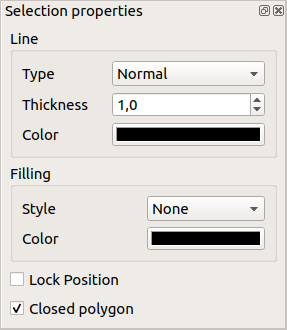 Selection properties
Line
Type Normal
Thickness 1,0
Color
Filling
Style None
Color
Lock Position
Closed polygon